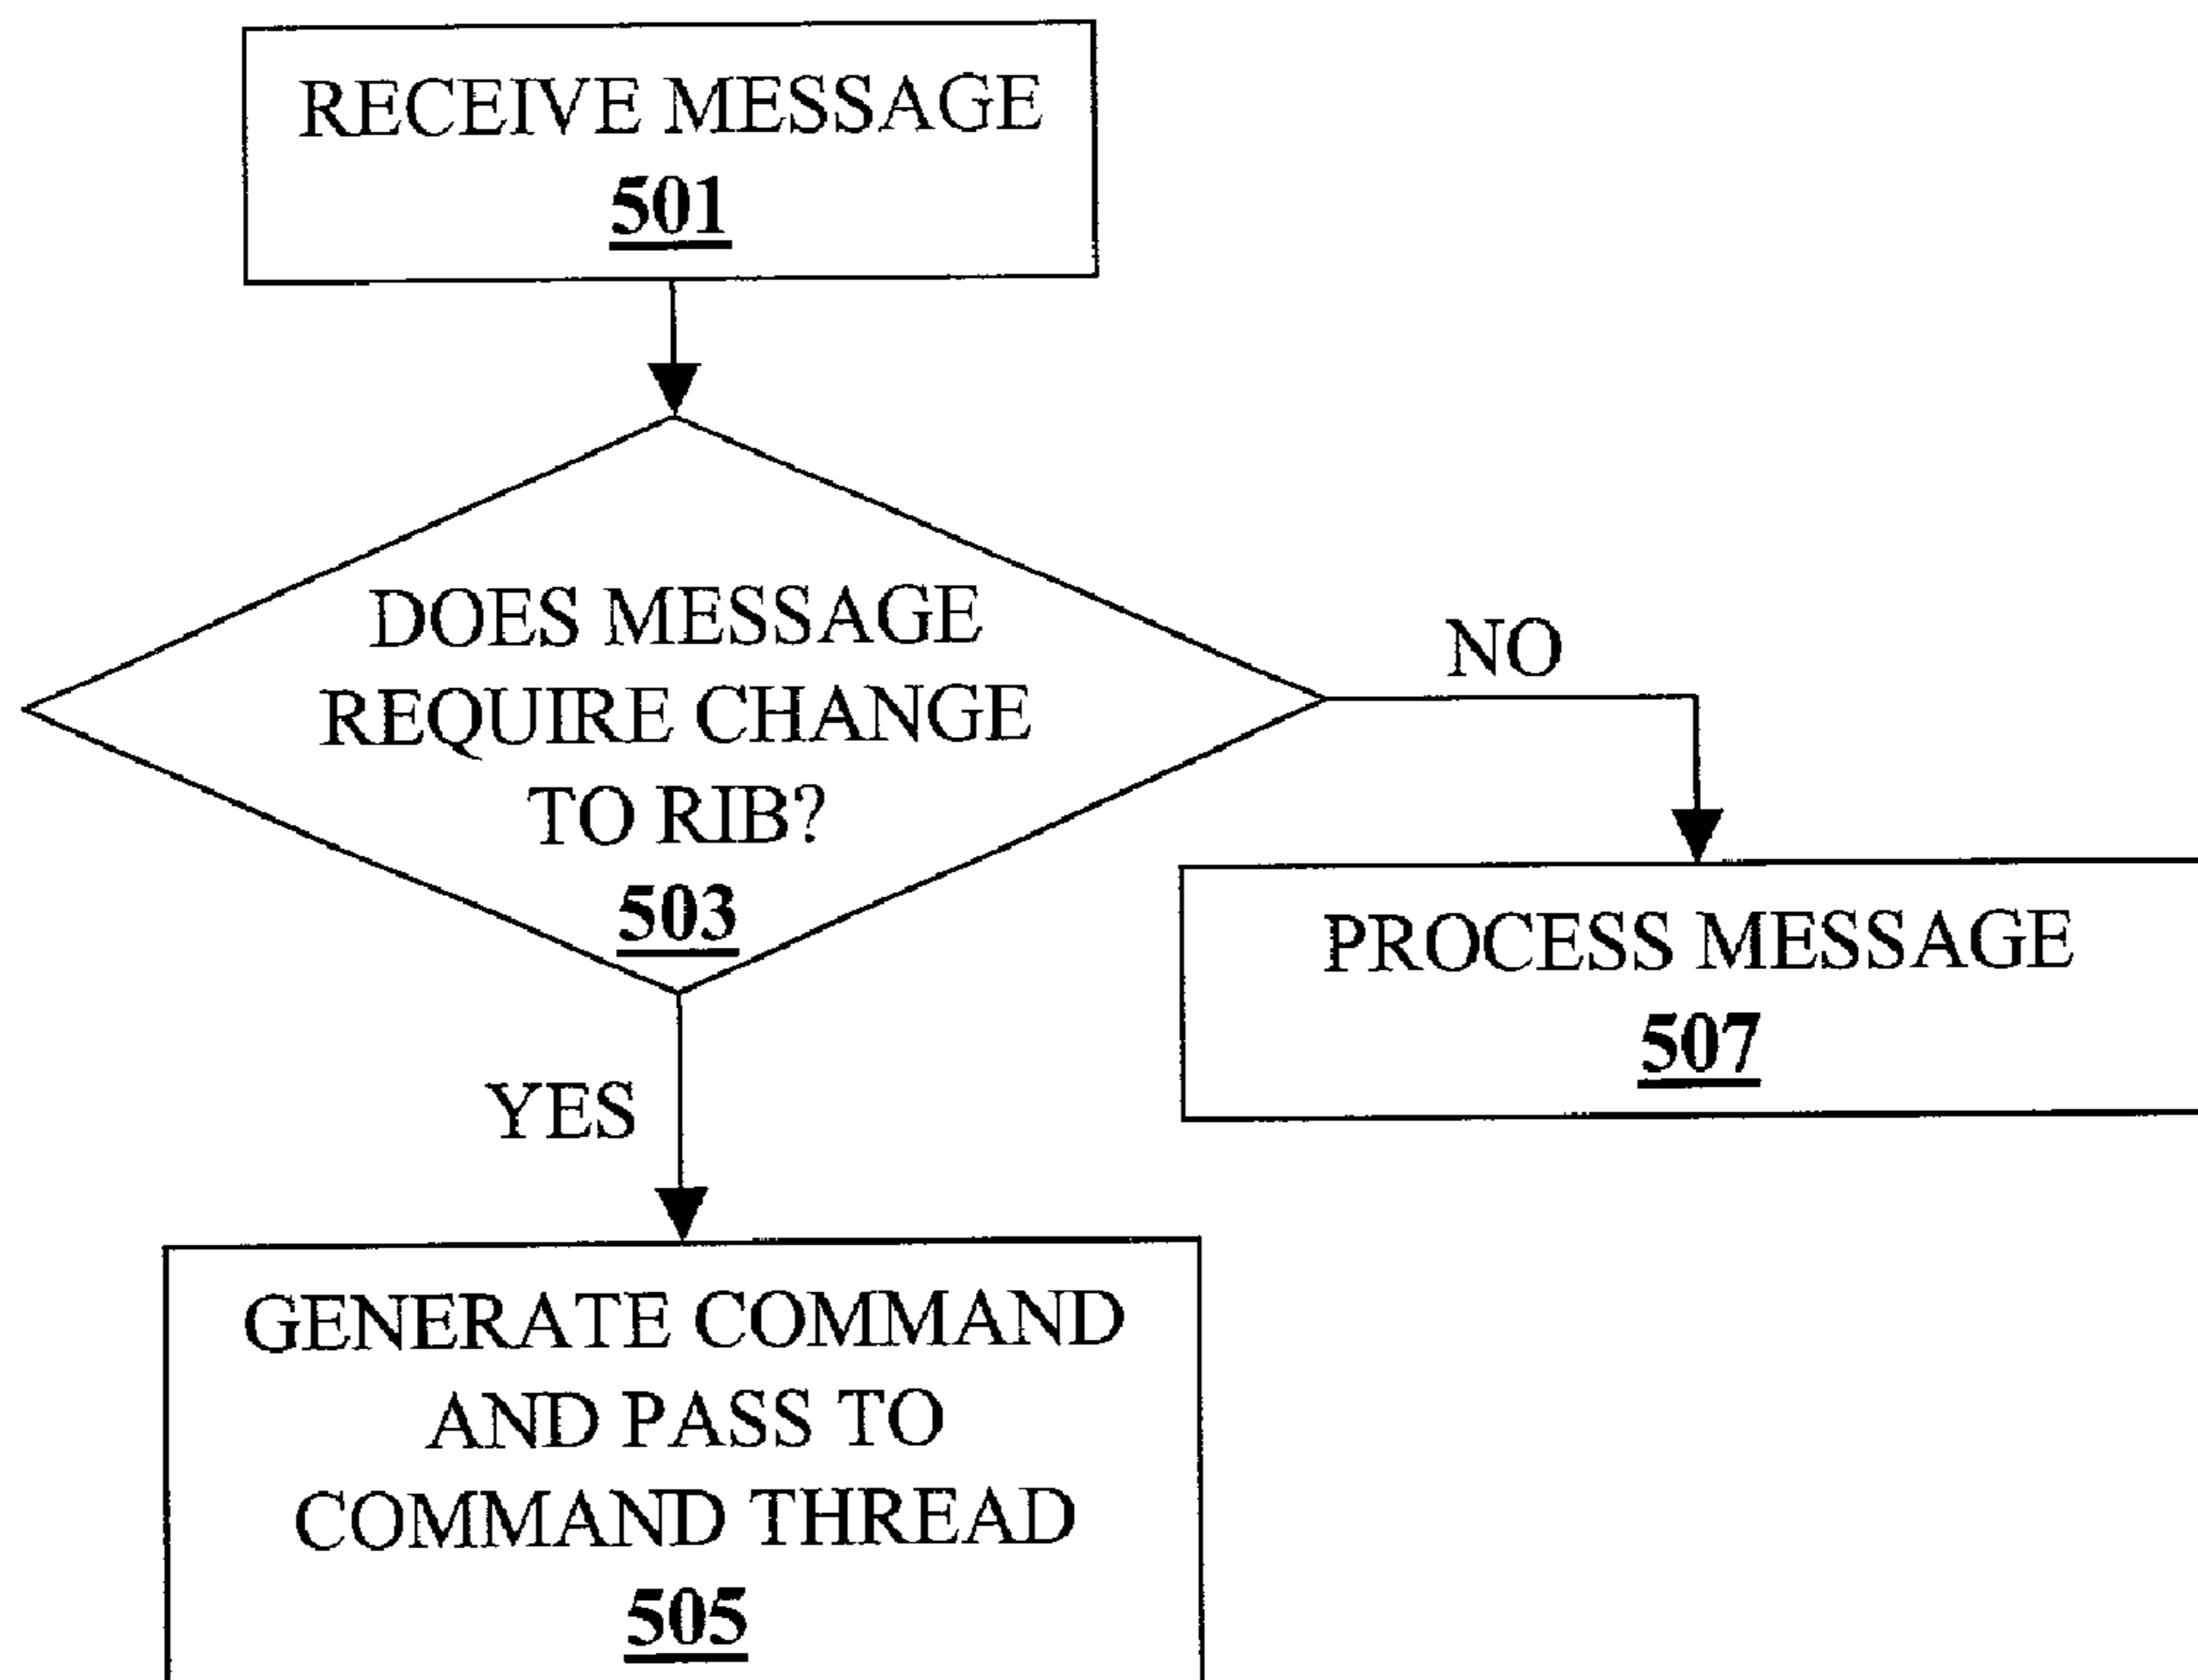 RECEIVE MESSAGE
501
DOES MESSAGE
REQUIRE CHANGE
TO RIB?
503
NO
PROCESS MESSAGE
507
YES
GENERATE COMMAND
AND PASS TO
COMMAND THREAD
505